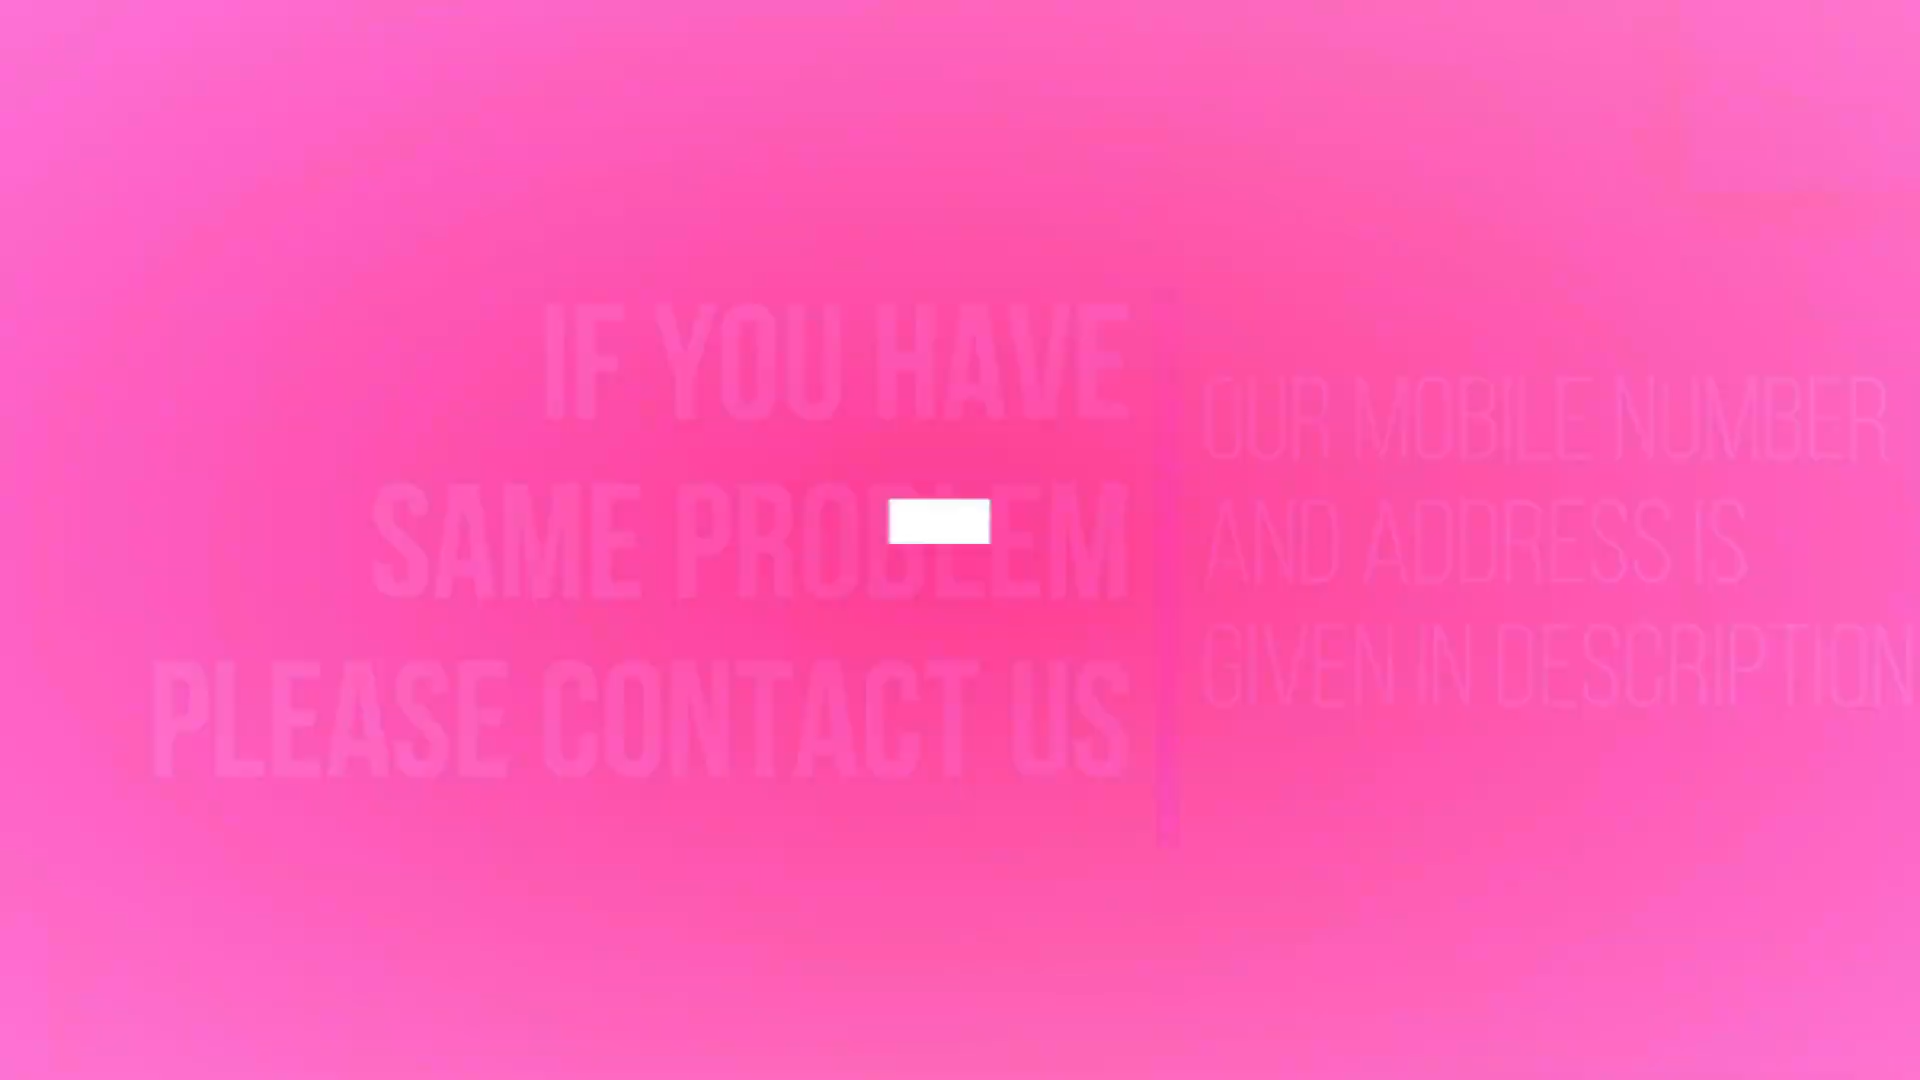 IF YOU HAVE
SAME PROBLEM
PLEASE CONTACT US
OUR MOBILE NUMBER
AND ADDRESS IS
GIVEN IN DESCRIPTION